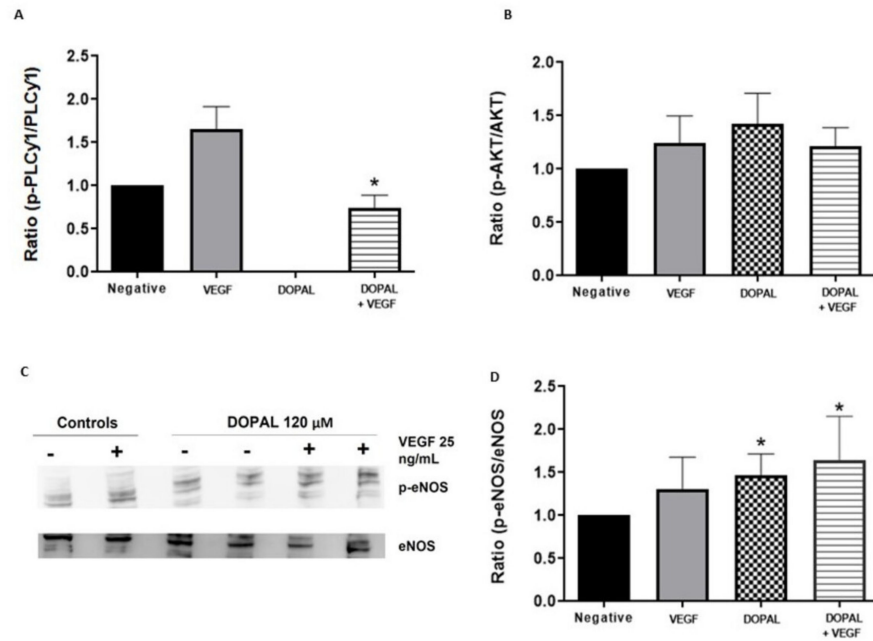 A
Ratio (p-PLCγ1/PLCγ1)
2.5
2.0
1.5
1.0
0.5
0.0
*
Negative
VEGF
DOPAL
DOPAL
+ VEGF
B
Ratio (p-AKT/AKT)
2.0
1.5
1.0
0.5
0.0
Negative
VEGF
DOPAL
DOPAL
+ VEGF
C
Controls
DOPAL 120 μM
- + - - + +
VEGF 25
ng/mL
p-eNOS
eNOS
D
Ratio (p-eNOS/eNOS
2.5
2.0
1.5
1.0
0.5
0.0
*
*
Negative
VEGF
DOPAL
DOPAL
+ VEGF